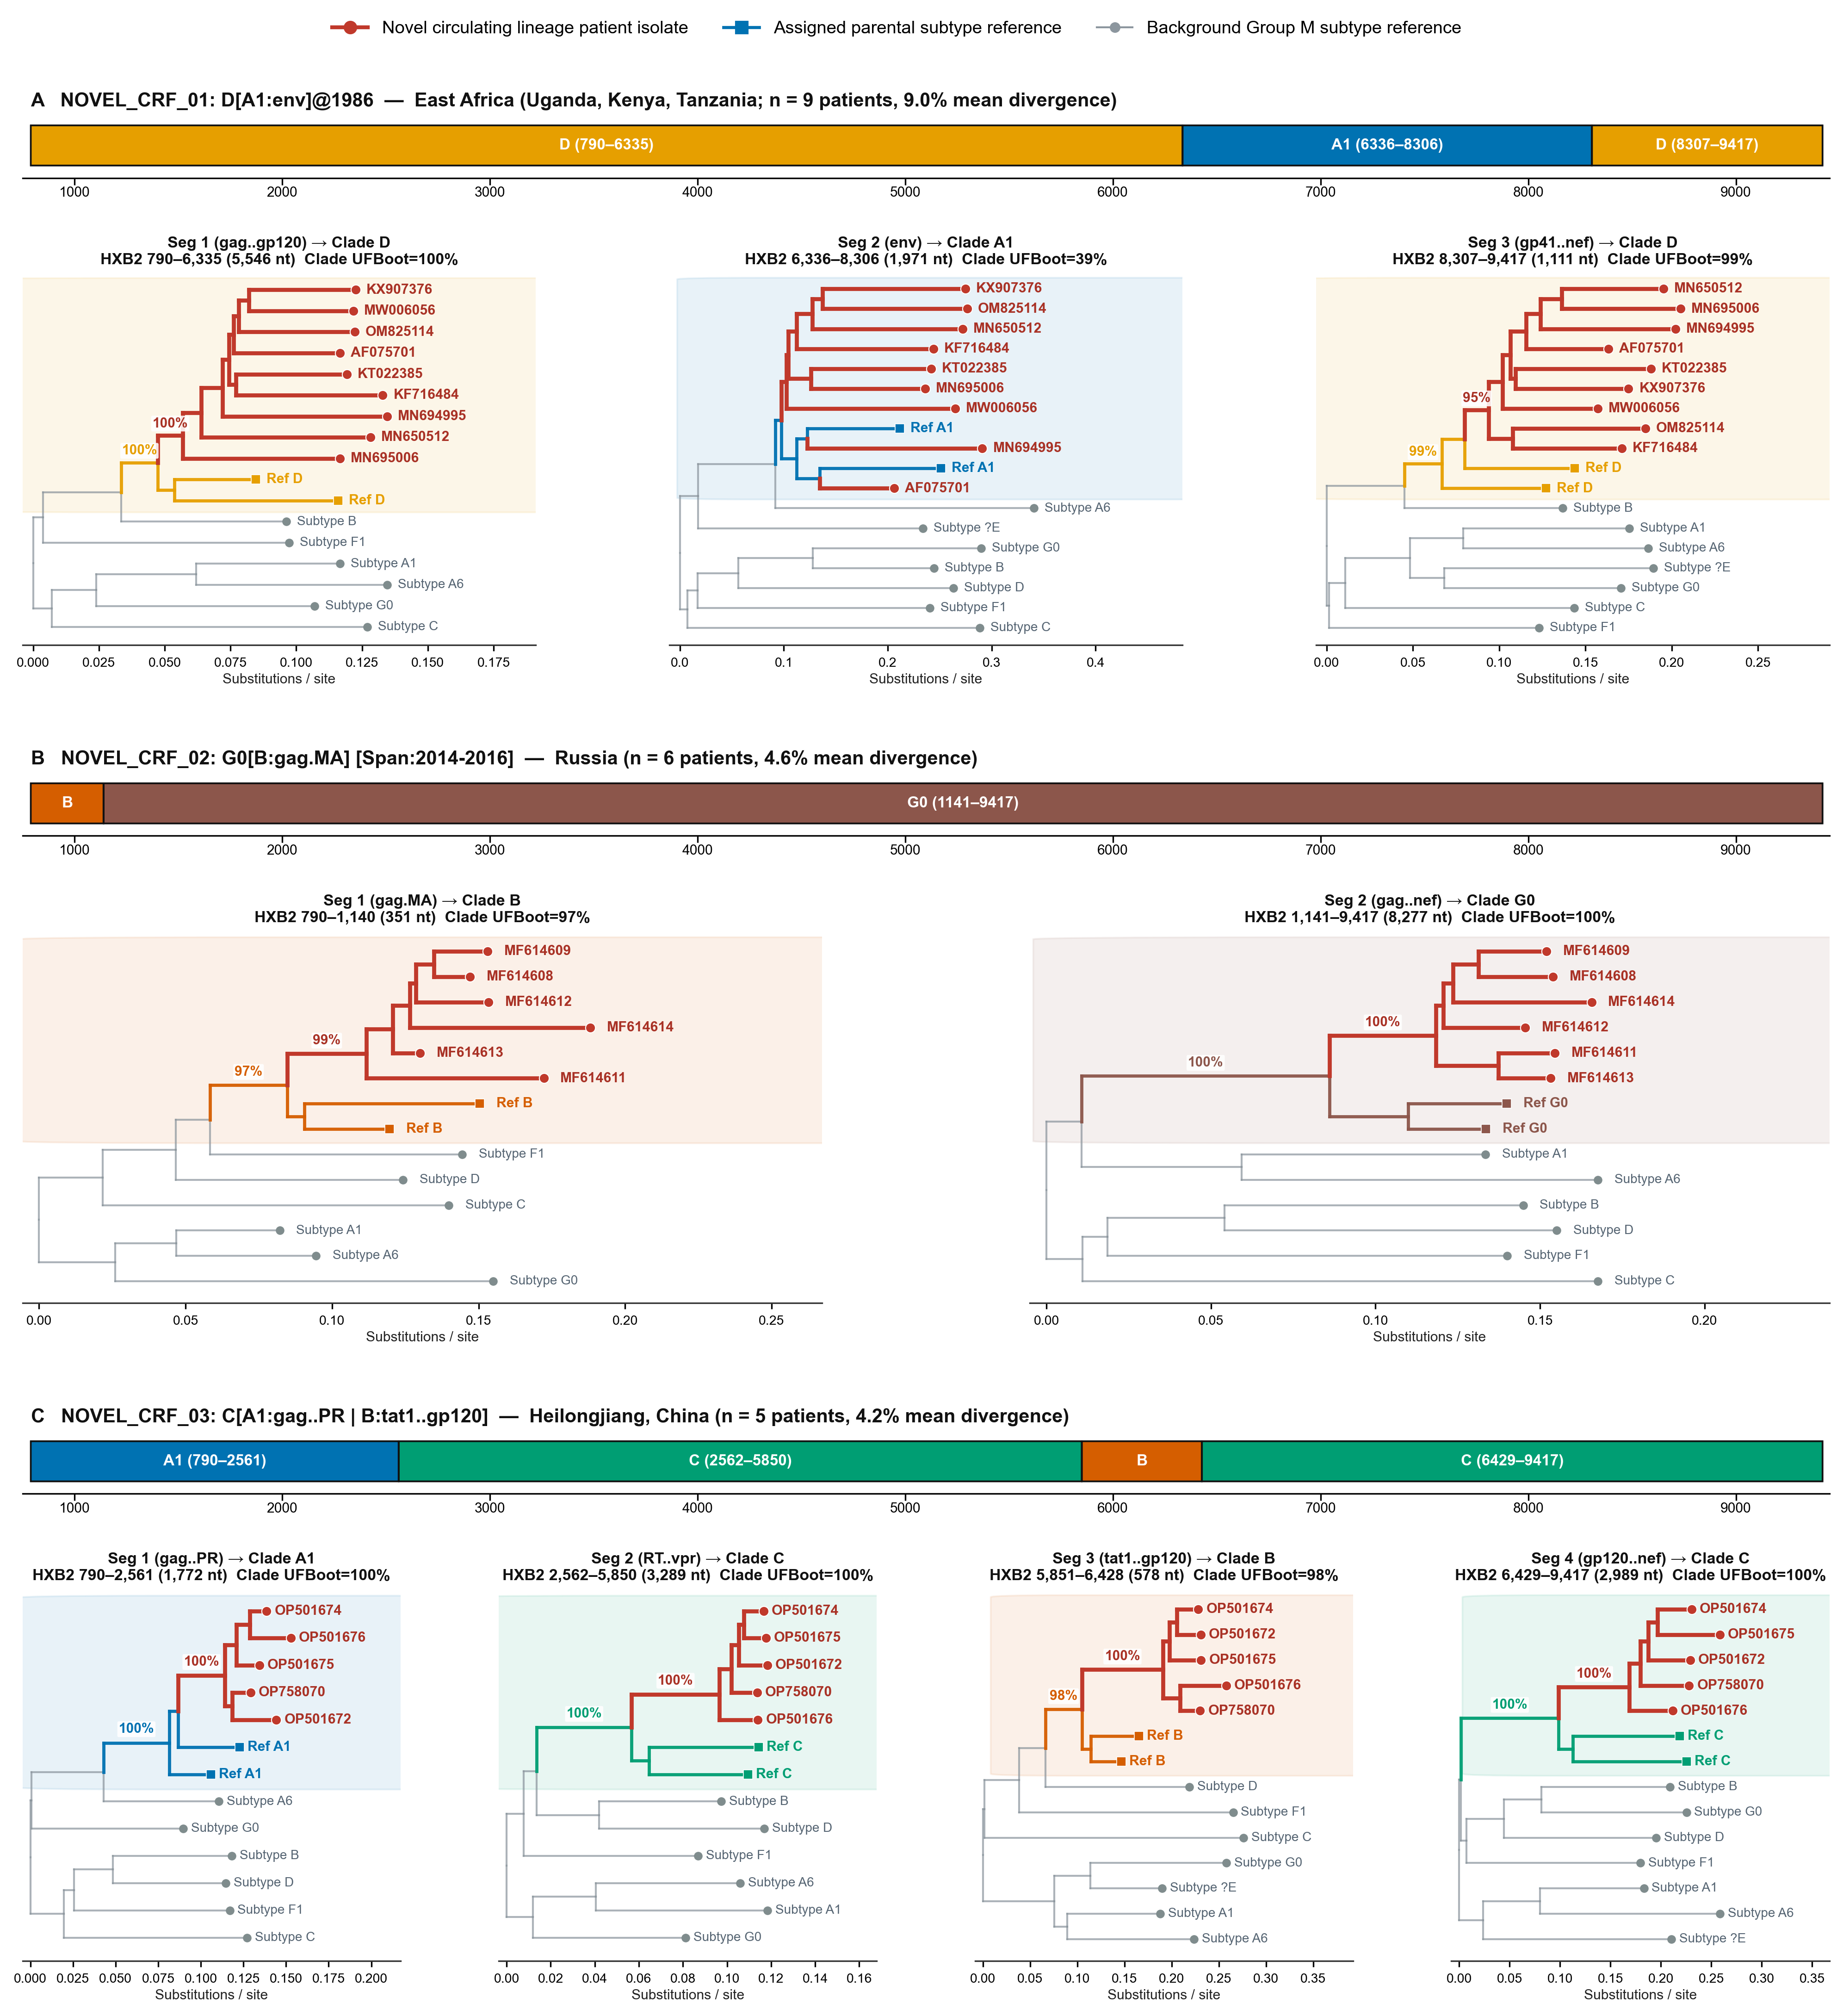 Novel circulating lineage patient isolate
Assigned parental subtype reference
Background Group M subtype reference
A NOVEL_CRF_01: D[A1:env]@1986 — East Africa (Uganda, Kenya, Tanzania; n = 9 patients, 9.0% mean divergence)
D (790–6335)
A1 (6336–8306)
D (8307–9417)
1000 2000 3000 4000 5000 6000 7000 8000 9000
Seg 1 (gag..gp120) → Clade D
HXB2 790–6,335 (5,546 nt) Clade UFBoot=100%
KX907376
MW006056
OM825114
AF075701
KT022385
KF716484
100%
MN694995
MN650512
100%
MN695006
Ref D
Ref D
Subtype B
Subtype F1
Subtype A1
Subtype A6
Subtype G0
Subtype C
0.000 0.025 0.050 0.075 0.100 0.125 0.150 0.175
Substitutions / site
Seg 2 (env) → Clade A1
HXB2 6,336–8,306 (1,971 nt) Clade UFBoot=39%
KX907376
OM825114
MN650512
KF716484
KT022385
MN695006
MW006056
Ref A1
MN694995
Ref A1
AF075701
Subtype A6
Subtype ?E
Subtype G0
Subtype B
Subtype D
Subtype F1
Subtype C
0.0 0.1 0.2 0.3 0.4
Substitutions / site
Seg 3 (gp41..nef) → Clade D
HXB2 8,307–9,417 (1,111 nt) Clade UFBoot=99%
MN650512
MN695006
MN694995
AF075701
KT022385
KX907376
95%
MW006056
OM825114
KF716484
99%
Ref D
Ref D
Subtype B
Subtype A1
Subtype A6
Subtype ?E
Subtype G0
Subtype C
Subtype F1
0.00 0.05 0.10 0.15 0.20 0.25
Substitutions / site
B NOVEL_CRF_02: G0[B:gag.MA] [Span:2014-2016] — Russia (n = 6 patients, 4.6% mean divergence)
B
G0 (1141–9417)
1000 2000 3000 4000 5000 6000 7000 8000 9000
Seg 1 (gag.MA) → Clade B
HXB2 790–1,140 (351 nt) Clade UFBoot=97%
MF614609
MF614608
MF614612
MF614614
99%
MF614613
97%
MF614611
Ref B
Ref B
Subtype F1
Subtype D
Subtype C
Subtype A1
Subtype A6
Subtype G0
0.00 0.05 0.10 0.15 0.20 0.25
Substitutions / site
Seg 2 (gag..nef) → Clade G0
HXB2 1,141–9,417 (8,277 nt) Clade UFBoot=100%
MF614609
MF614608
MF614614
100%
MF614612
MF614611
100%
MF614613
Ref G0
Ref G0
Subtype A1
Subtype A6
Subtype B
Subtype D
Subtype F1
Subtype C
0.00 0.05 0.10 0.15 0.20
Substitutions / site
C NOVEL_CRF_03: C[A1:gag..PR | B:tat1..gp120] — Heilongjiang, China (n = 5 patients, 4.2% mean divergence)
A1 (790–2561)
C (2562–5850)
B
C (6429–9417)
1000 2000 3000 4000 5000 6000 7000 8000 9000
Seg 1 (gag..PR) → Clade A1
HXB2 790–2,561 (1,772 nt) Clade UFBoot=100%
OP501674
OP501676
100%
OP501675
OP758070
OP501672
100%
Ref A1
Ref A1
Subtype A6
Subtype G0
Subtype B
Subtype D
Subtype F1
Subtype C
0.000 0.025 0.050 0.075 0.100 0.125 0.150 0.175 0.200
Substitutions / site
Seg 2 (RT..vpr) → Clade C
HXB2 2,562–5,850 (3,289 nt) Clade UFBoot=100%
OP501674
OP501675
OP501672
100%
OP758070
100%
OP501676
Ref C
Ref C
Subtype B
Subtype D
Subtype F1
Subtype A6
Subtype A1
Subtype G0
0.00 0.02 0.04 0.06 0.08 0.10 0.12 0.14 0.16
Substitutions / site
Seg 3 (tat1..gp120) → Clade B
HXB2 5,851–6,428 (578 nt) Clade UFBoot=98%
OP501674
OP501672
100%
OP501675
OP501676
98%
OP758070
Ref B
Ref B
Subtype D
Subtype F1
Subtype C
Subtype G0
Subtype ?E
Subtype A1
Subtype A6
0.00 0.05 0.10 0.15 0.20 0.25 0.30 0.35
Substitutions / site
Seg 4 (gp120..nef) → Clade C
HXB2 6,429–9,417 (2,989 nt) Clade UFBoot=100%
OP501674
OP501675
OP501672
100%
OP758070
100%
OP501676
Ref C
Ref C
Subtype B
Subtype G0
Subtype D
Subtype F1
Subtype A1
Subtype A6
Subtype ?E
0.00 0.05 0.10 0.15 0.20 0.25 0.30 0.35
Substitutions / site